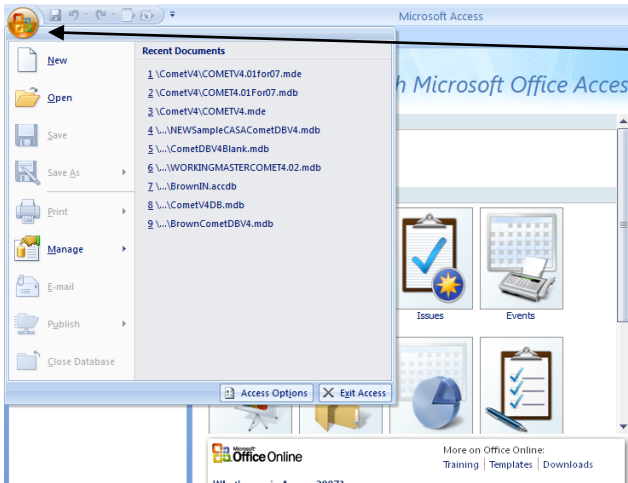 Microsoft Access
New
Open
Save
Save As
Print
Manage
E-mail
Publish
Close Database
Recent Documents
1 \CometV4\COMETV4.01for07.mde
2 \CometV4\COMET4.01For07.mdb
3 \CometV4\COMETV4.mde
4 \...\NEWSampleCASACometDBV4.mdb
5 \...\CometDBV4Blank.mdb
6 \...\WORKINGMASTERCOMET4.02.mdb
7 \...\BrownIN.accdb
8 \...\CometV4DB.mdb
9 \...\BrownCometDBV4.mdb
Access Options
Exit Access
h Microsoft Office Acces
Issues
Events
Microsoft
Office Online
More on Office Online:
Training | Templates | Downloads